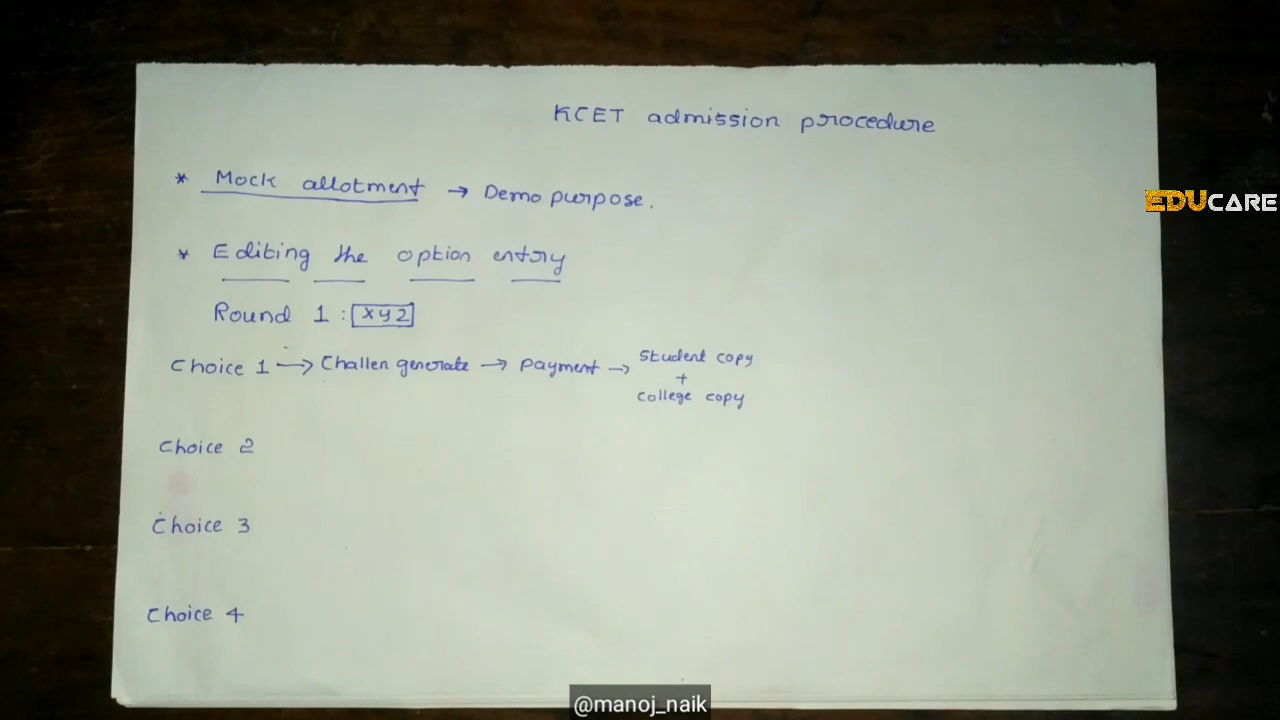 KCET admission procedure
* Mock allotment → Demo purpose.
EDUCARE
* Editing the option entry
Round 1 : xyz
Choice 1 → Challen generate → payment → Student copy
+
college copy
Choice 2
Choice 3
Choice 4
@manoj_naik